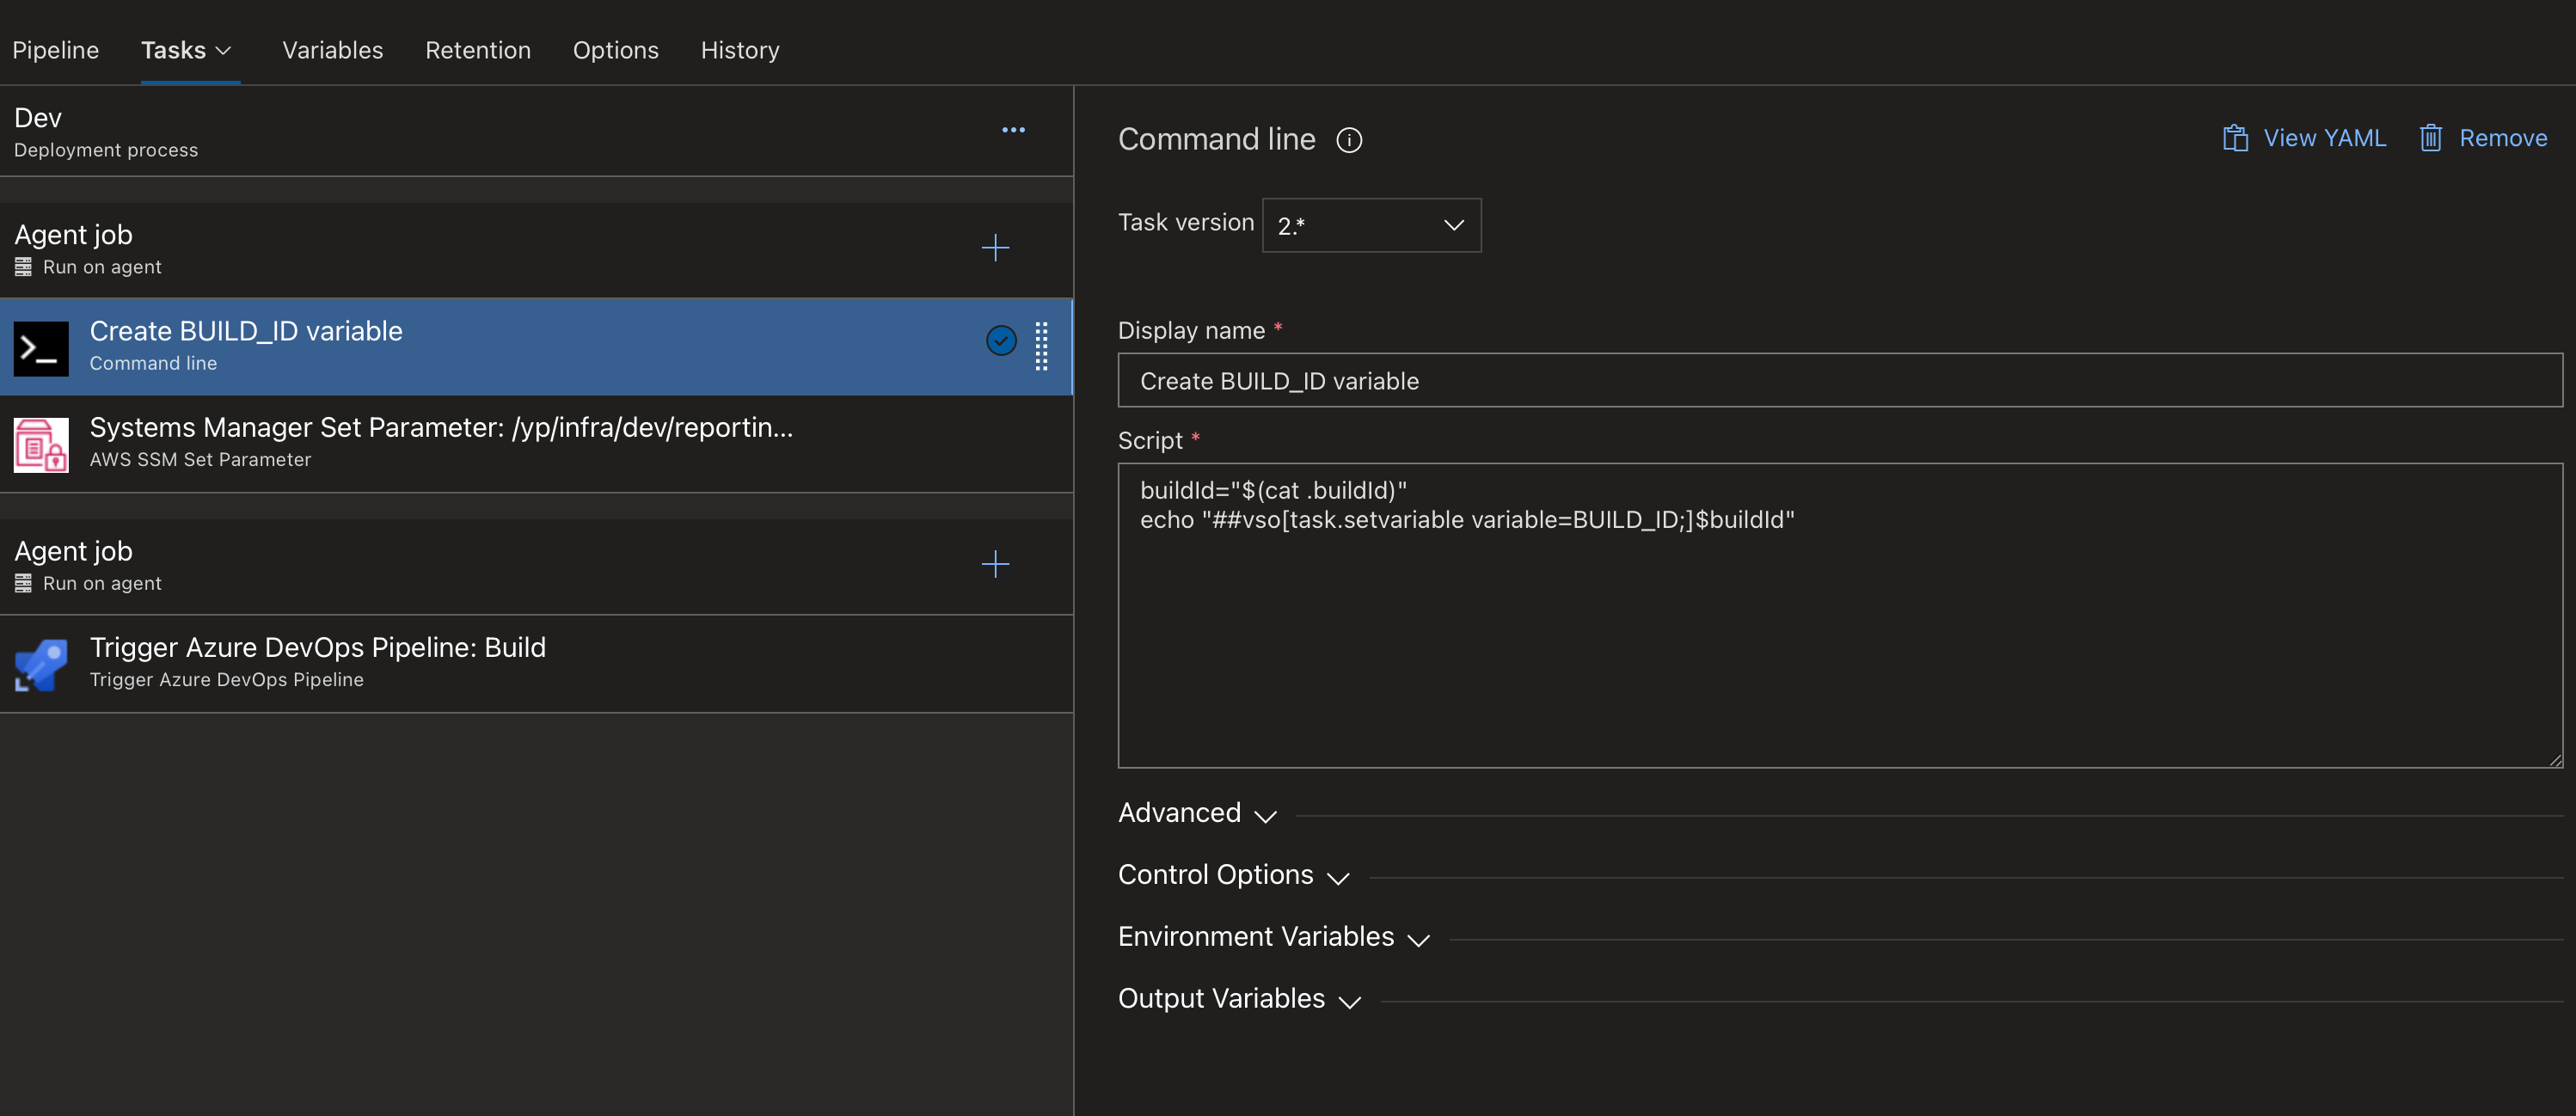 Pipeline Tasks Variables Retention Options History
Dev
Deployment process
Agent job
Run on agent
Create BUILD_ID variable
Command line
Systems Manager Set Parameter: /yp/infra/dev/reportin...
AWS SSM Set Parameter
Agent job
Run on agent
Trigger Azure DevOps Pipeline: Build
Trigger Azure DevOps Pipeline
Command line
View YAML Remove
Task version 2.*
Display name *
Create BUILD_ID variable
Script *
buildId="$(cat .buildId)"
echo "##vso[task.setvariable variable=BUILD_ID;]$buildId"
Advanced
Control Options
Environment Variables
Output Variables